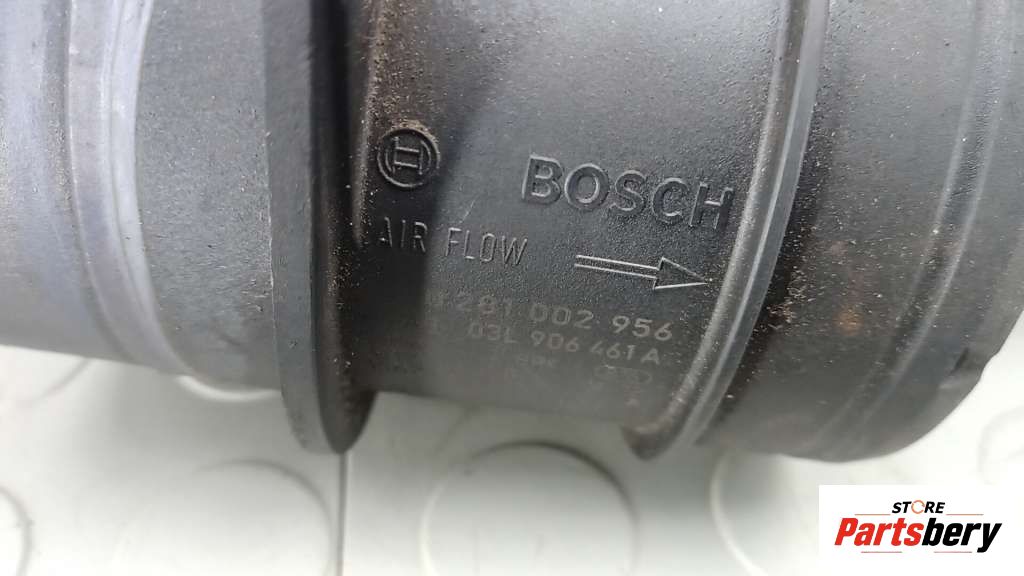 BOSCH
AIR FLOW
281 002 956
03L 906 461 A
STORE
Partsbery